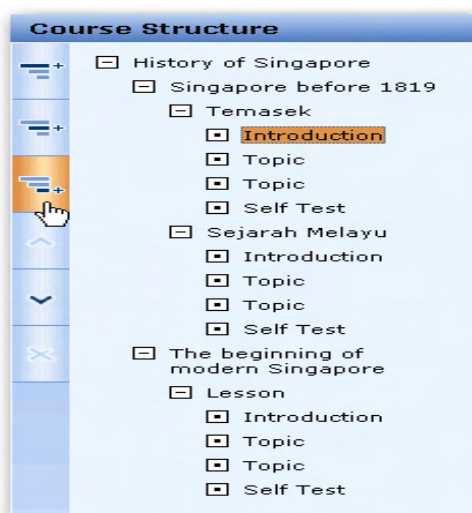 Course Structure
History of Singapore
Singapore before 1819
Temasek
Introduction
Topic
Topic
Self Test
Sejarah Melayu
Introduction
Topic
Topic
Self Test
The beginning of
modern Singapore
Lesson
Introduction
Topic
Topic
Self Test